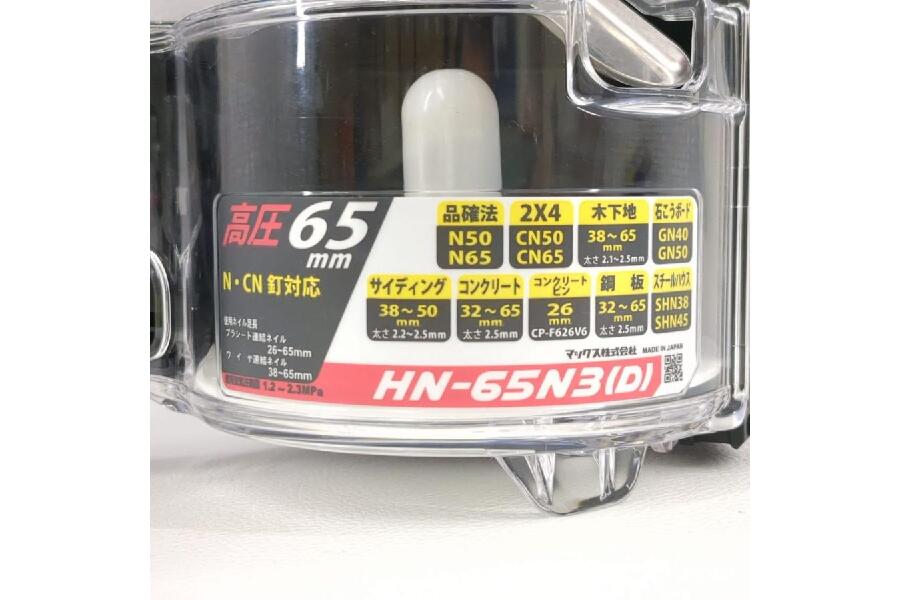 高圧 65
mm
N・CN 釘対応
使用ネイル足長
プラシート連結ネイル
26~65mm
ワイヤ連結ネイル
38~65mm
1.2~2.3MPa
品確法
N50
N65
2X4
CN50
CN65
木下地
38~65
mm
太さ 2.1~2.5mm
石こうボード
GN40
GN50
サイディング
38~50
mm
太さ 2.2~2.5mm
コンクリート
32~65
mm
太さ 2.5mm
コンクリート
ピン
26
mm
CP-F626V6
鋼 板
32~65
mm
太さ 2.5mm
スチールハウス
SHN38
SHN45
マックス株式会社 MADE IN JAPAN
HN-65N3(D)